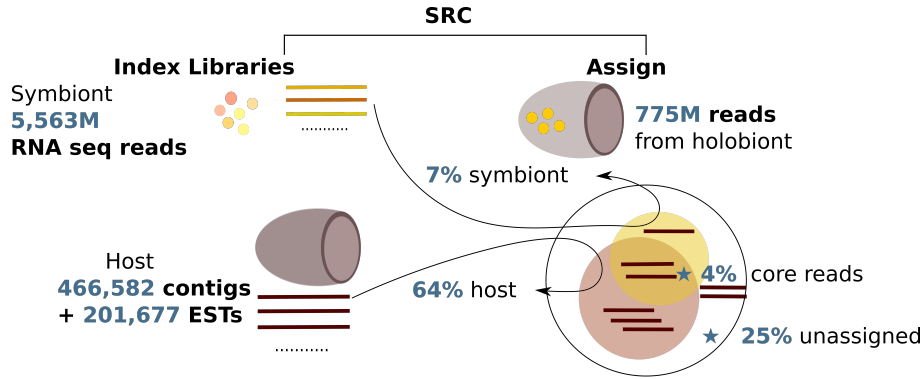 SRC
Index Libraries
Assign
Symbiont
5,563M
RNA seq reads
775M reads
from holobiont
7% symbiont
Host
466,582 contigs
+ 201,677 ESTs
64% host
4% core reads
25% unassigned